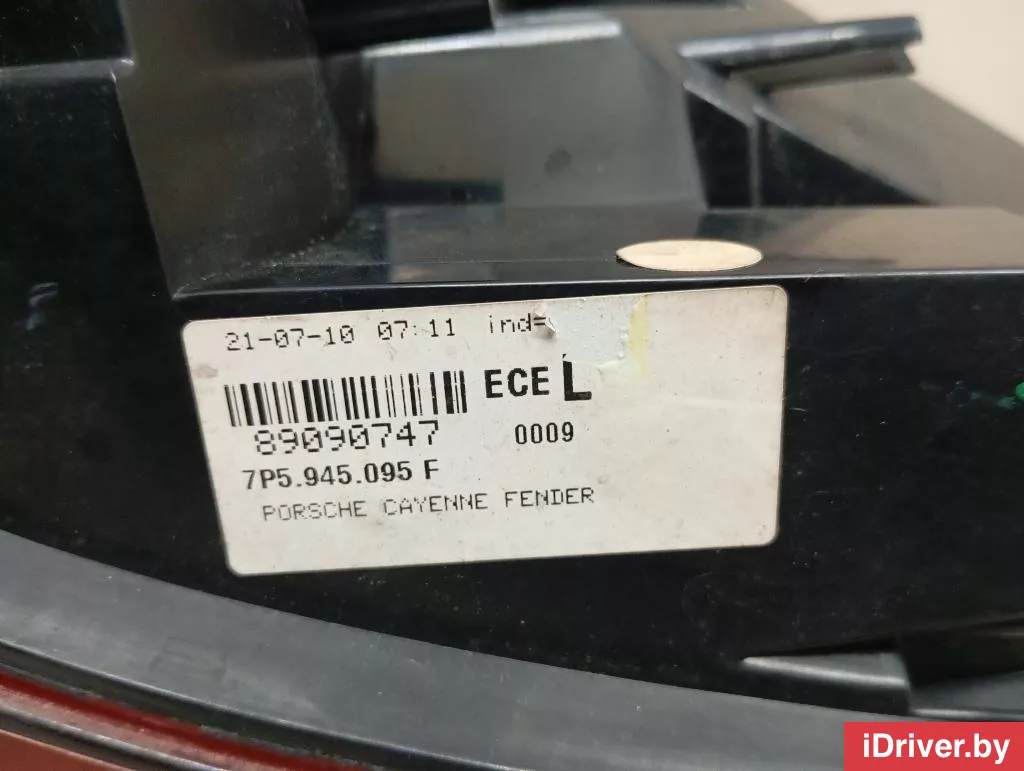 21-07-10 07:11 ind=
ECE L
89090747 0009
7P5.945.095 F
PORSCHE CAYENNE FENDER
iDriver.by